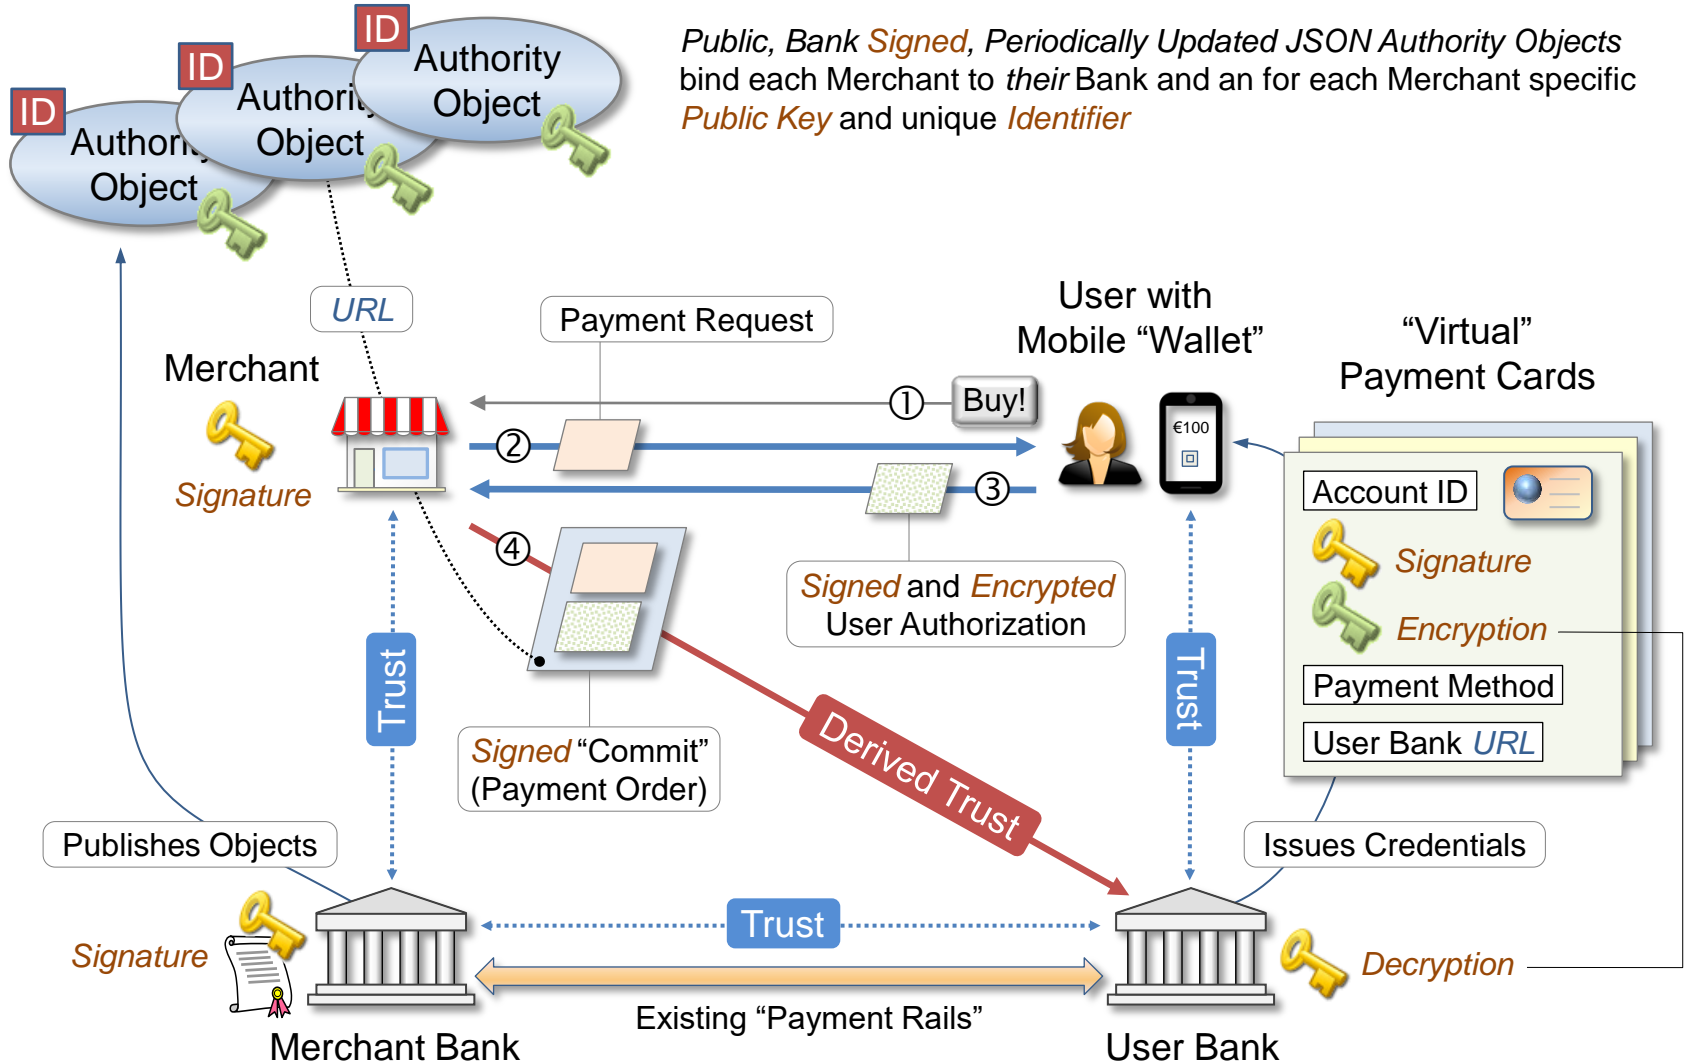 Public, Bank Signed, Periodically Updated JSON Authority Objects
bind each Merchant to their Bank and an for each Merchant specific
Public Key and unique Identifier
ID
Authority
Object
ID
Authority
Object
ID
Authority
Object
URL
Payment Request
User with
Mobile “Wallet”
“Virtual”
Payment Cards
Merchant
Signature
①
Buy!
②
③
④
€100
Account ID
Signature
Encryption
Payment Method
User Bank URL
Signed and Encrypted
User Authorization
Trust
Trust
Signed “Commit”
(Payment Order)
Derived Trust
Publishes Objects
Issues Credentials
Trust
Signature
Decryption
Existing “Payment Rails”
Merchant Bank
User Bank